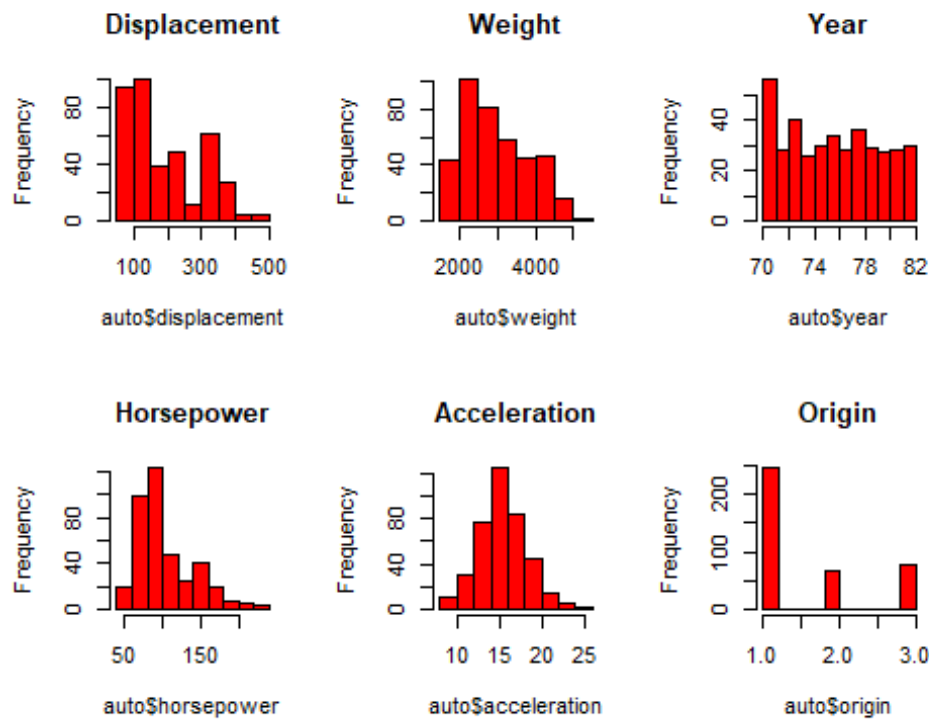 Displacement
Frequency
0 40 80
100 300 500
auto$displacement
Weight
Frequency
0 40 80
2000 4000
auto$weight
Year
Frequency
0 20 40
70 74 78 82
auto$year
Horsepower
Frequency
0 40 80
50 150
auto$horsepower
Acceleration
Frequency
0 40 80
10 15 20 25
auto$acceleration
Origin
Frequency
0 100 200
1.0 2.0 3.0
auto$origin